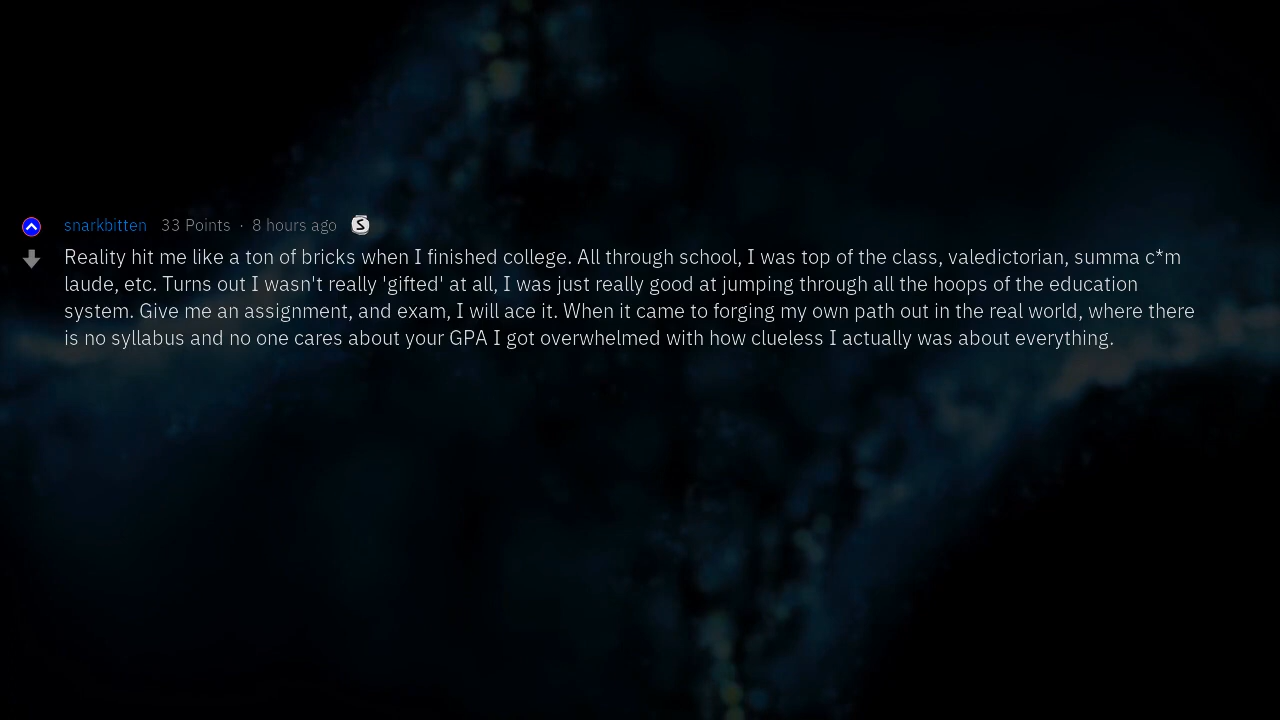 snarkbitten 33 Points · 8 hours ago S
Reality hit me like a ton of bricks when I finished college. All through school, I was top of the class, valedictorian, summa c*m
laude, etc. Turns out I wasn't really 'gifted' at all, I was just really good at jumping through all the hoops of the education
system. Give me an assignment, and exam, I will ace it. When it came to forging my own path out in the real world, where there
is no syllabus and no one cares about your GPA I got overwhelmed with how clueless I actually was about everything.